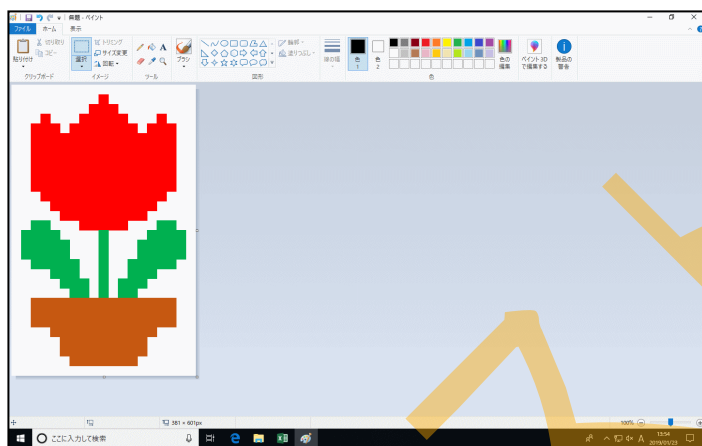 無題 - ペイント
ファイル ホーム 表示
貼り付け
切り取り
コピー
クリップボード
選択
トリミング
サイズ変更
回転
イメージ
ツール
ブラシ
輪郭
塗りつぶし
図形
線の幅
色
1
色
2
色の
編集
色
ペイント 3D
で編集する
製品の
警告
381 × 601px
100%
ここに入力して検索
A
13:54
2019/01/23